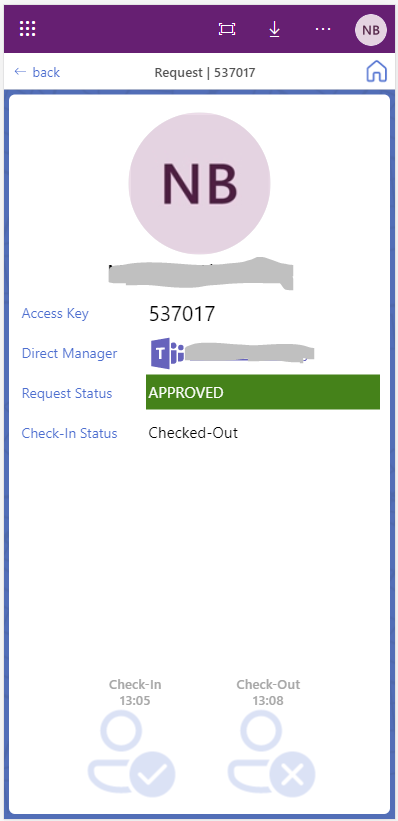 NB
← back
Request | 537017
NB
Access Key
537017
Direct Manager
T
Request Status
APPROVED
Check-In Status
Checked-Out
Check-In
13:05
Check-Out
13:08